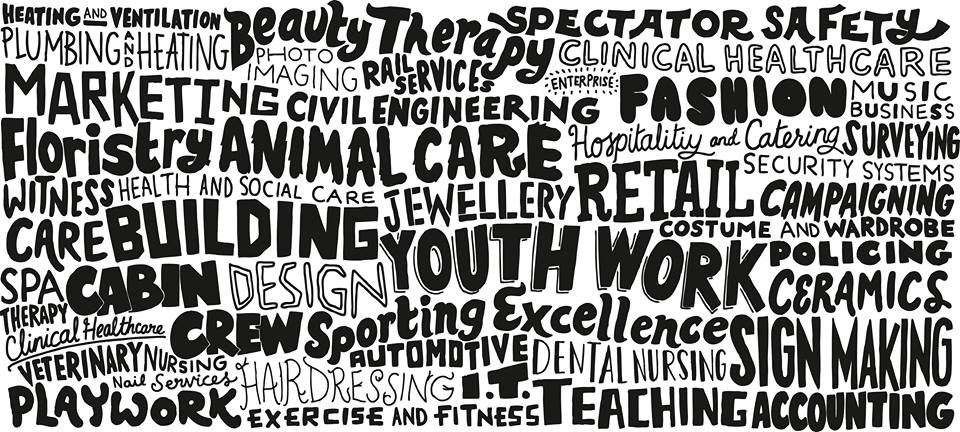 HEATING AND VENTILATION
PLUMBING AND HEATING
Beauty Therapy
SPECTATOR SAFETY
PHOTO IMAGING
RAIL SERVICES
CLINICAL HEALTHCARE
ENTERPRISE
MARKETING
CIVIL ENGINEERING
FASHION
MUSIC BUSINESS
Floristry
ANIMAL CARE
Hospitalitiy and Catering
SURVEYING
SECURITY SYSTEMS
WITNESS CARE
HEALTH AND SOCIAL CARE
JEWELLERY
RETAIL
CAMPAIGNING
BUILDING
COSTUME AND WARDROBE
YOUTH WORK
POLICING
SPA THERAPY
CABIN CREW
DESIGN
CERAMICS
Clinical Healthcare
Sporting Excellence
SIGN MAKING
VETERINARY NURSING
AUTOMOTIVE
DENTAL NURSING
Nail Services
HAIRDRESSING
I.T.
PLAYWORK
EXERCISE AND FITNESS
TEACHING
ACCOUNTING